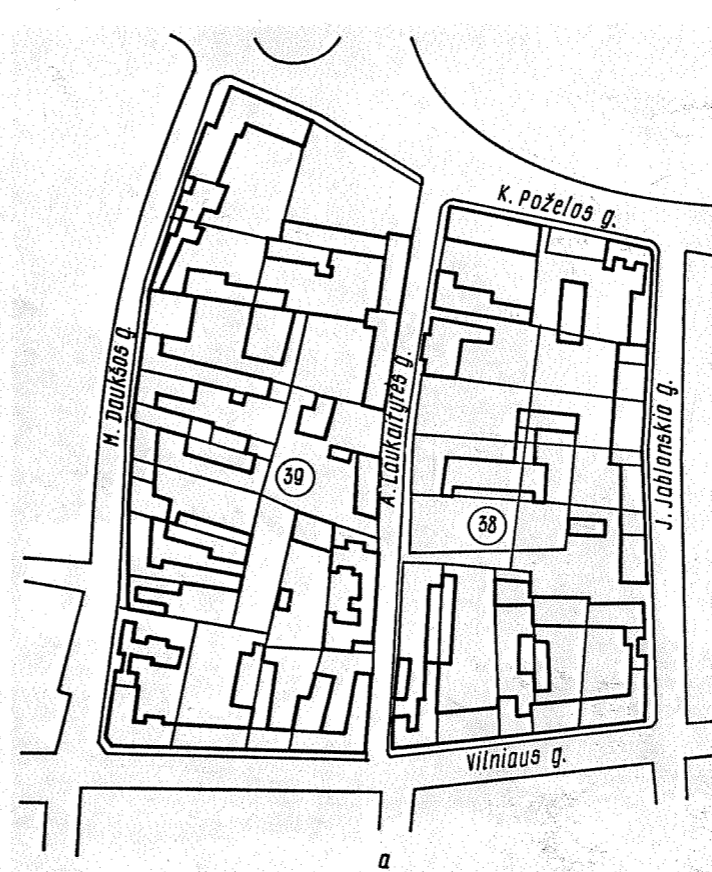 K. Poželos g.
M. Daukšos g.
A. Laukaitytės g.
J. Jablonskio g.
39
38
Vilniaus g.
a